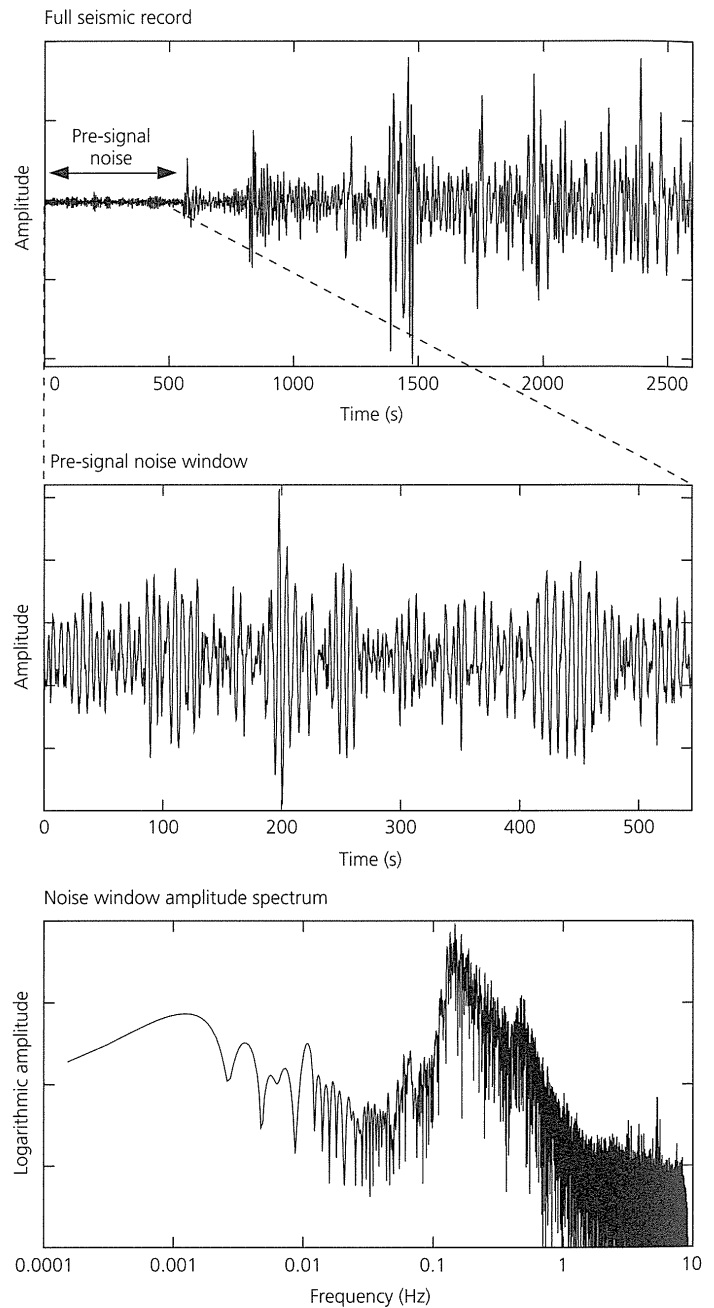 Full seismic record
Pre-signal
noise
Amplitude
0 500 1000 1500 2000 2500
Time (s)
Pre-signal noise window
Amplitude
0 100 200 300 400 500
Time (s)
Noise window amplitude spectrum
Logarithmic amplitude
0.0001 0.001 0.01 0.1 1 10
Frequency (Hz)